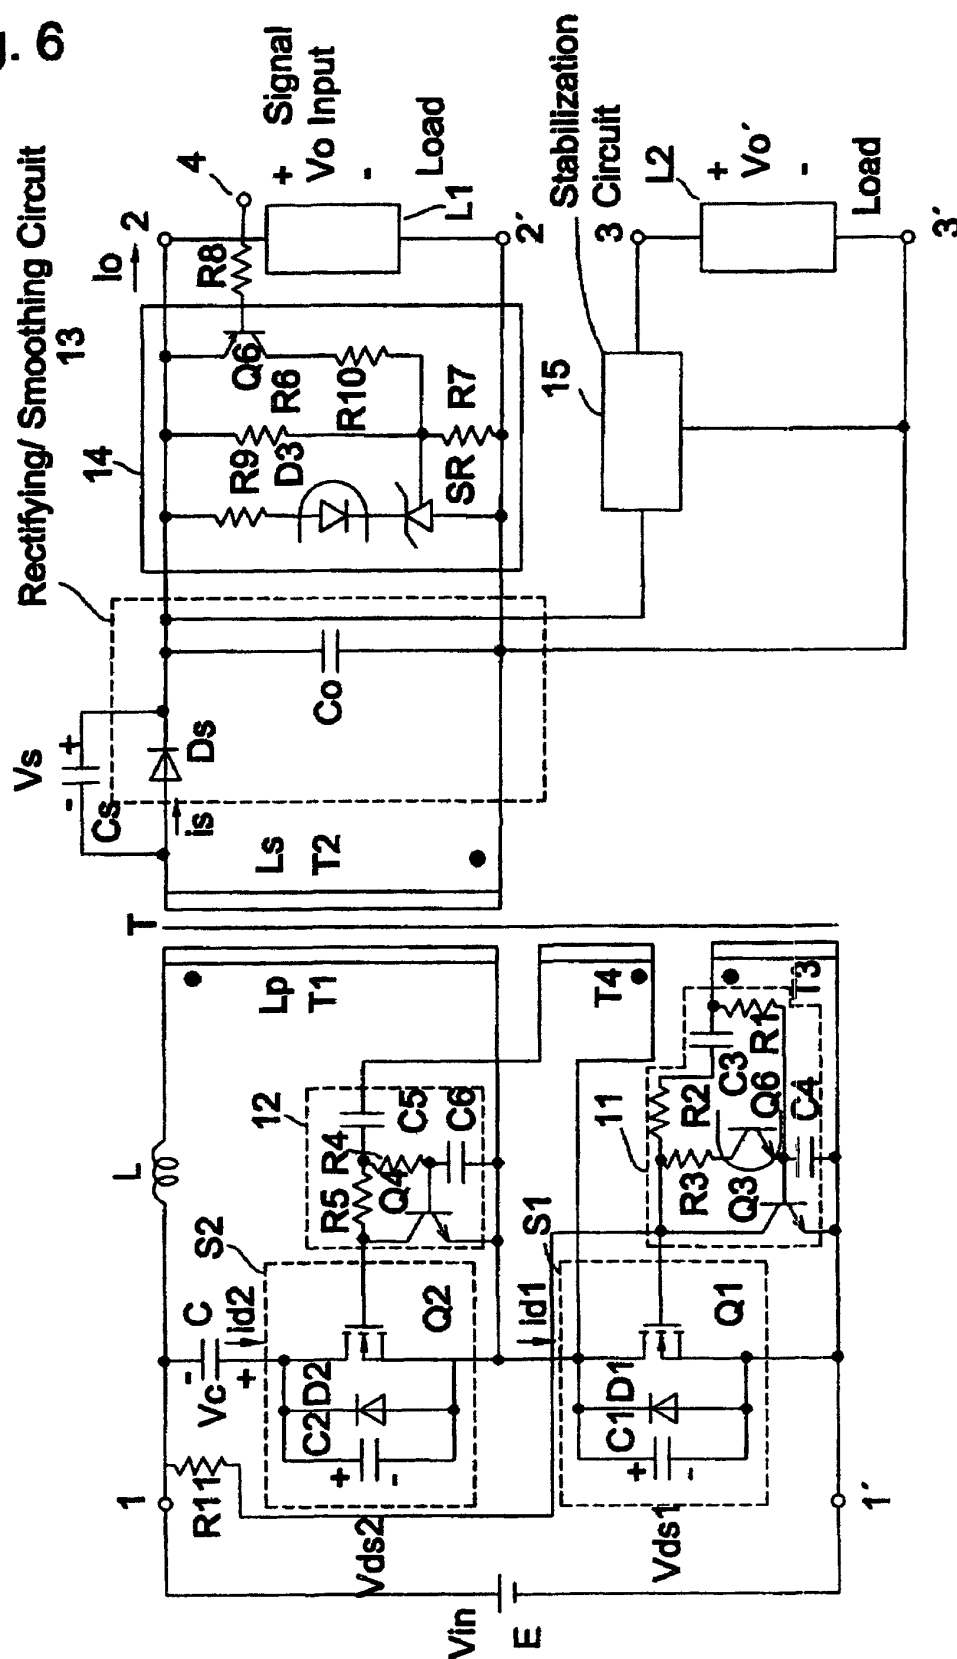 g. 6
Rectifying/ Smoothing Circuit
13
14
Vs
-
+
Cs
Ds
is
Co
Ls
T2
T
Io
2
4
Signal
+
Vo Input
-
Load
L1
2´
R8
Q6
R6
R10
R9
D3
R7
SR
Stabilization
Circuit
15
3
L2
+
Vo´
-
Load
3´
L
Lp
T1
T4
T3
12
C5
C6
R4
R5
Q4
S2
C
-
Vc
+
id2
Q2
C2
D2
+
-
Vds2
R11
1
11
R2
C3
R1
R3
Q6
C4
Q3
S1
id1
Q1
C1
D1
+
-
Vds1
Vin
E
1´